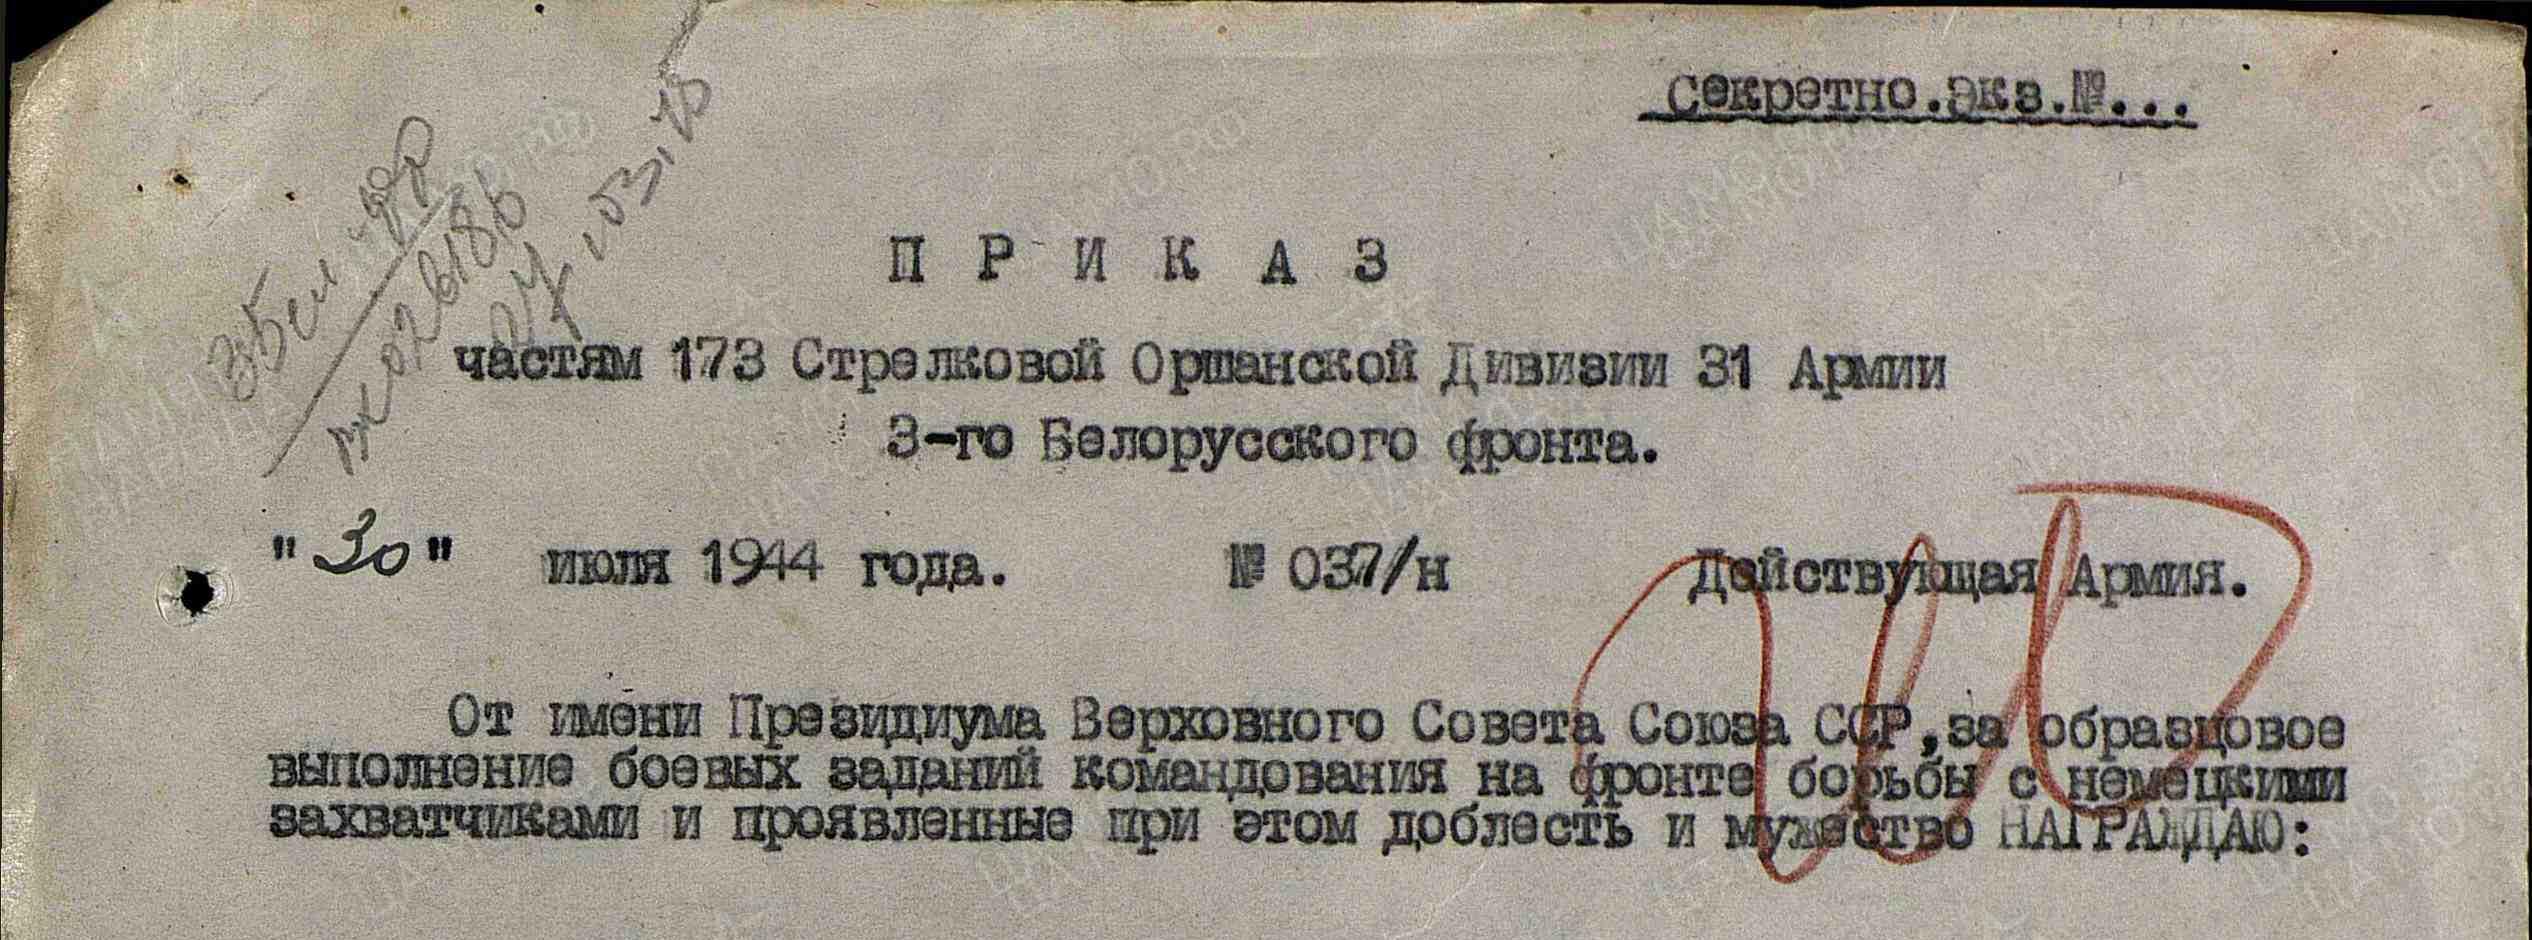 Секретно.экз.№...
П Р И К А З
частям 173 Стрелковой Оршанской Дивизии 31 Армии
3-го Белорусского фронта.
"30" июля 1944 года. № 037/н Действующая Армия.
От имени Президиума Верховного Совета Союза ССР,за образцовое
выполнение боевых заданий командования на фронте борьбы с немецкими
захватчиками и проявленные при этом доблесть и мужество НАГРАЖДАЮ: